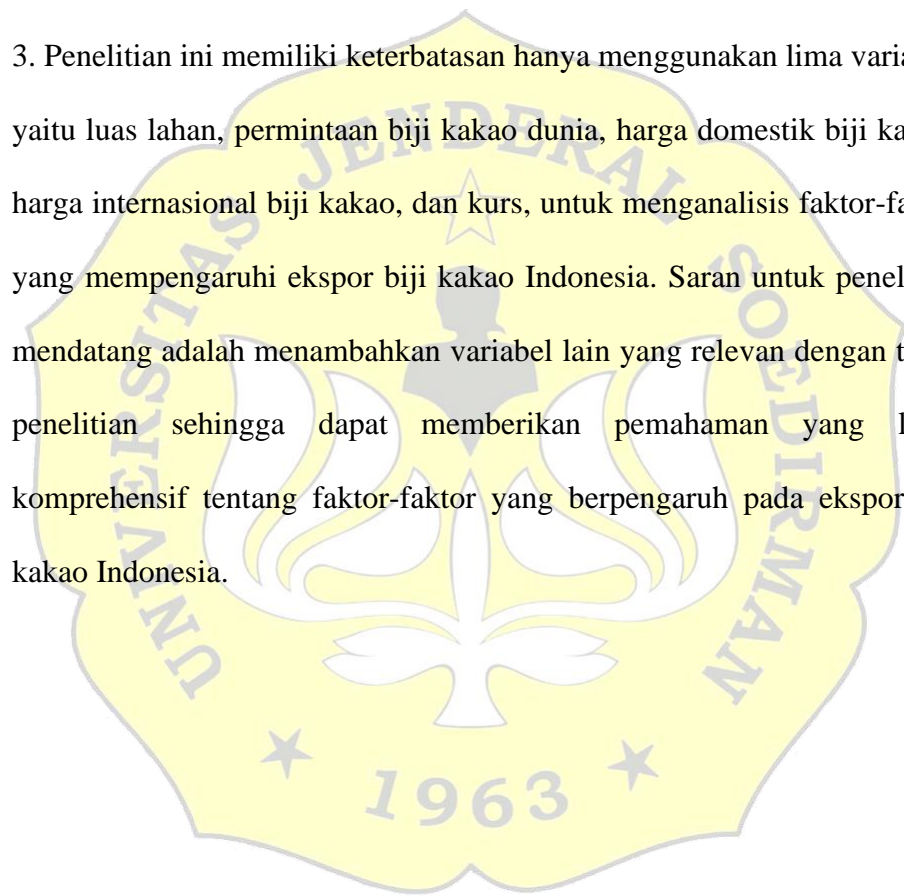 3. Penelitian ini memiliki keterbatasan hanya menggunakan lima varia
yaitu luas lahan, permintaan biji kakao dunia, harga domestik biji ka
harga internasional biji kakao, dan kurs, untuk menganalisis faktor-fa
yang mempengaruhi ekspor biji kakao Indonesia. Saran untuk penel
mendatang adalah menambahkan variabel lain yang relevan dengan t
penelitian sehingga dapat memberikan pemahaman yang l
komprehensif tentang faktor-faktor yang berpengaruh pada ekspor
kakao Indonesia.
UNIVERSITAS JENDERAL SOEDIRMAN
1963